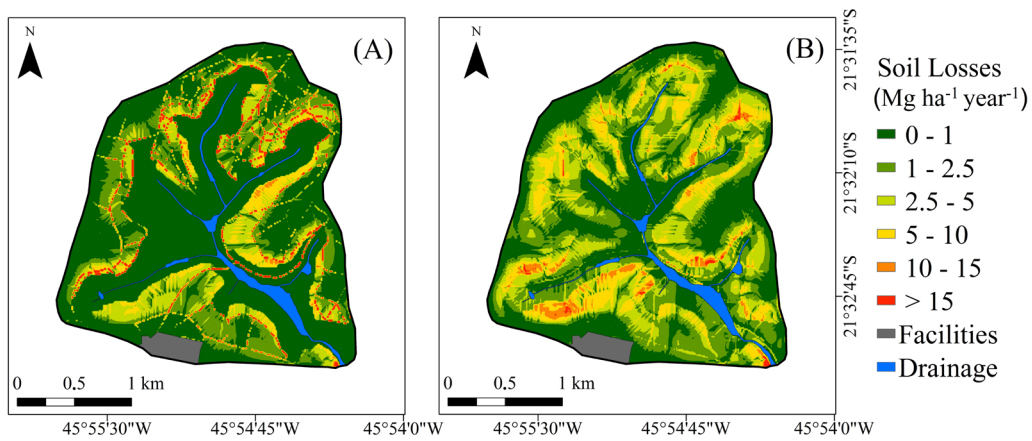 N
(A)
0 0.5 1 km
45°55'30"W 45°54'45"W 45°54'0"W
N
(B)
0 0.5 1 km
45°55'30"W 45°54'45"W 45°54'0"W
21°31'35"S
21°32'10"S
21°32'45"S
Soil Losses
(Mg ha⁻¹ year⁻¹)
0 - 1
1 - 2.5
2.5 - 5
5 - 10
10 - 15
> 15
Facilities
Drainage